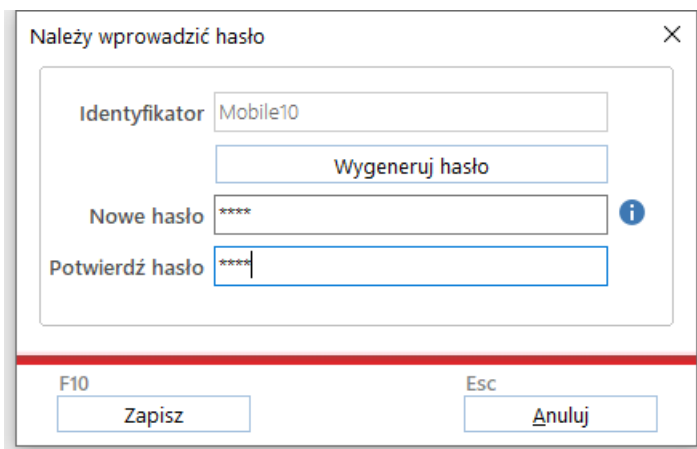 Należy wprowadzić hasło
Identyfikator Mobile10
Wygeneruj hasło
Nowe hasło ****
Potwierdź hasło ****
F10 Esc
Zapisz Anuluj